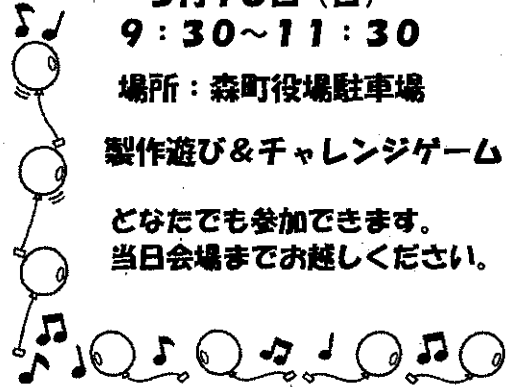 9：30～11：30
場所：森町役場駐車場
製作遊び＆チャレンジゲーム
どなたでも参加できます。
当日会場までお越しください。